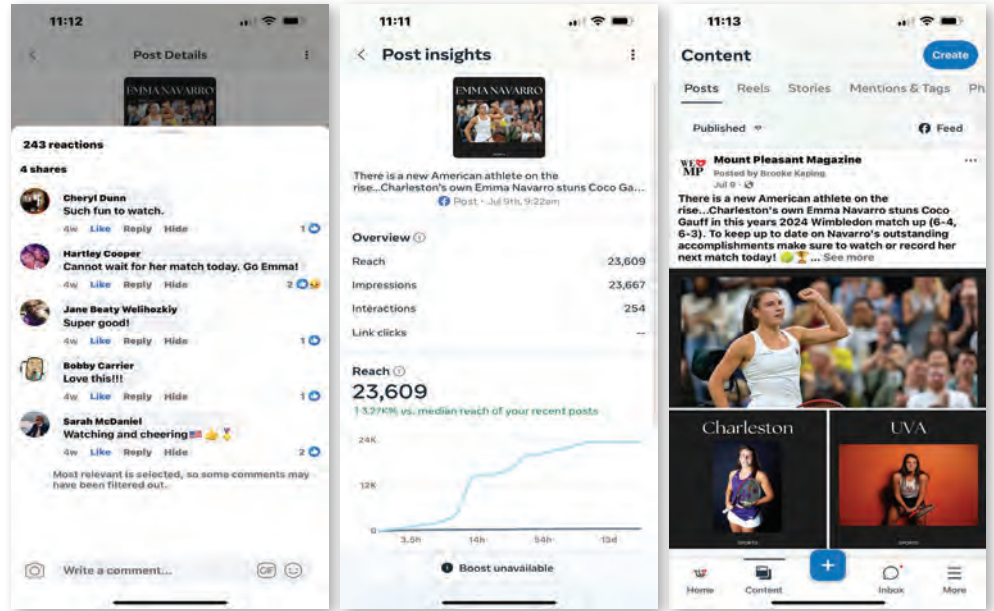 11:12
Post Details
EMMA NAVARRO
243 reactions
4 shares
Cheryl Dunn
Such fun to watch.
4w Like Reply Hide 1
Hartley Cooper
Cannot wait for her match today. Go Emma!
4w Like Reply Hide 2
Jane Beaty Welihozkiy
Super good!
4w Like Reply Hide 1
Bobby Carrier
Love this!!!
4w Like Reply Hide 1
Sarah McDaniel
Watching and cheering🇺🇸👍🏅
4w Like Reply Hide 2
Most relevant is selected, so some comments may
have been filtered out.
Write a comment...
GIF
11:11
Post insights
EMMA NAVARRO
There is a new American athlete on the
rise...Charleston's own Emma Navarro stuns Coco Ga...
Post · Jul 9th, 9:22am
Overview
Reach 23,609
Impressions 23,667
Interactions 254
Link clicks --
Reach
23,609
↑3.27K% vs. median reach of your recent posts
24K
12K
0
3.5h 14h 54h 13d
Boost unavailable
11:13
Content
Create
Posts Reels Stories Mentions & Tags Ph
Published
Feed
WE MP
Mount Pleasant Magazine
Posted by Brooke Kaping
Jul 9 ·
There is a new American athlete on the
rise...Charleston's own Emma Navarro stuns Coco
Gauff in this years 2024 Wimbledon match up (6-4,
6-3). To keep up to date on Navarro's outstanding
accomplishments make sure to watch or record her
next match today! 🎾🏆 ... See more
Charleston
UVA
SPORTS
SPORTS
Home
Content
Inbox
More